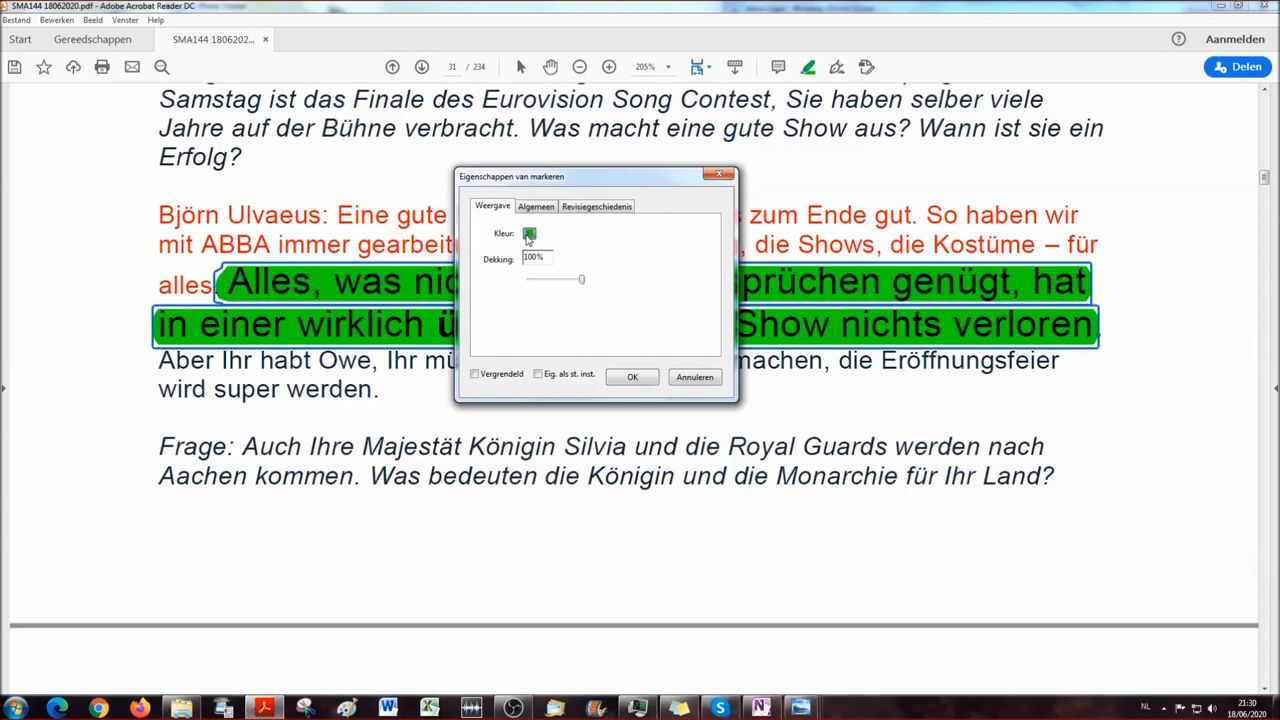 SMA144 18062020.pdf - Adobe Acrobat Reader DC
Bestand Bewerken Beeld Venster Help
Start Gereedschappen SMA144 1806202... × Aanmelden
31 / 234 205% Delen
Samstag ist das Finale des Eurovision Song Contest, Sie haben selber viele
Jahre auf der Bühne verbracht. Was macht eine gute Show aus? Wann ist sie ein
Erfolg?
Eigenschappen van markeren
Weergave Algemeen Revisiegeschiedenis
Kleur:
Dekking: 100%
Vergrendeld Eig. als st. inst. OK Annuleren
Björn Ulvaeus: Eine gute s zum Ende gut. So haben wir
mit ABBA immer gearbeite , die Shows, die Kostüme – für
alles. Alles, was nic sprüchen genügt, hat
in einer wirklich ü Show nichts verloren.
Aber Ihr habt Owe, Ihr mü machen, die Eröffnungsfeier
wird super werden.
Frage: Auch Ihre Majestät Königin Silvia und die Royal Guards werden nach
Aachen kommen. Was bedeuten die Königin und die Monarchie für Ihr Land?
NL 21:30
18/06/2020